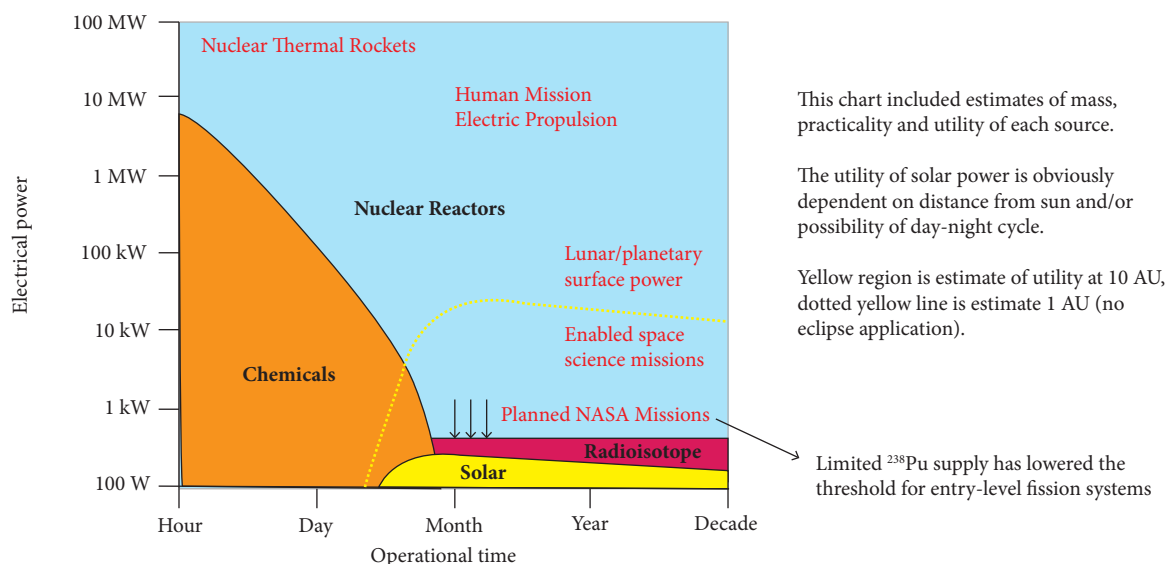 100 MW
10 MW
1 MW
100 kW
10 kW
1 kW
100 W
Electrical power
Nuclear Thermal Rockets
Human Mission
Electric Propulsion
Nuclear Reactors
Lunar/planetary
surface power
Enabled space
science missions
Chemicals
Planned NASA Missions
Radioisotope
Solar
Hour
Day
Month
Year
Decade
Operational time
This chart included estimates of mass,
practicality and utility of each source.
The utility of solar power is obviously
dependent on distance from sun and/or
possibility of day-night cycle.
Yellow region is estimate of utility at 10 AU,
dotted yellow line is estimate 1 AU (no
eclipse application).
Limited ²³⁸Pu supply has lowered the
threshold for entry-level fission systems